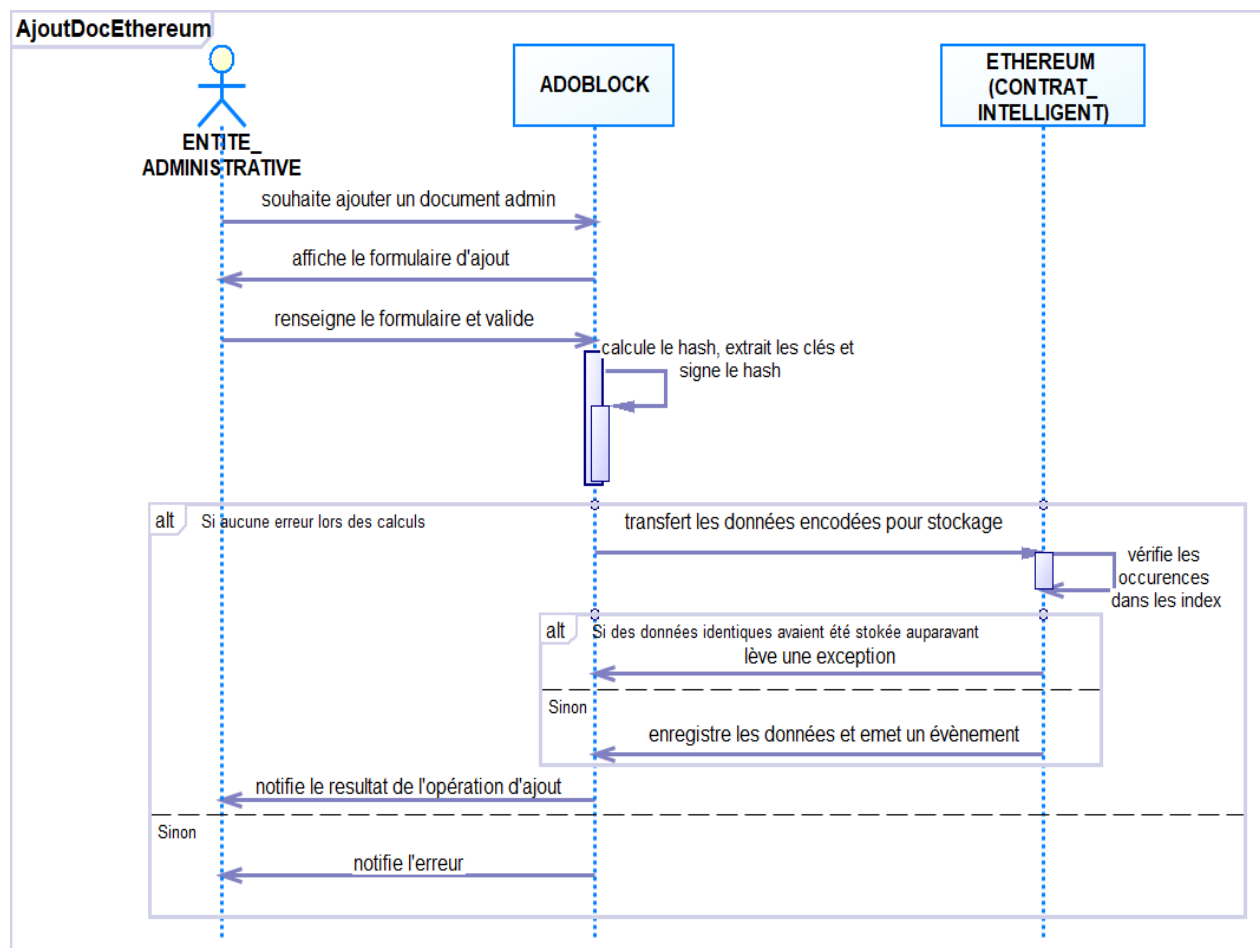 AjoutDocEthereum
ENTITE_
ADMINISTRATIVE
ADOBLOCK
ETHEREUM
(CONTRAT_
INTELLIGENT)
souhaite ajouter un document admin
affiche le formulaire d'ajout
renseigne le formulaire et valide
calcule le hash, extrait les clés et
signe le hash
alt
Si aucune erreur lors des calculs
transfert les données encodées pour stockage
vérifie les
occurences
dans les index
alt
Si des données identiques avaient été stokée auparavant
lève une exception
Sinon
enregistre les données et emet un évènement
notifie le resultat de l'opération d'ajout
Sinon
notifie l'erreur